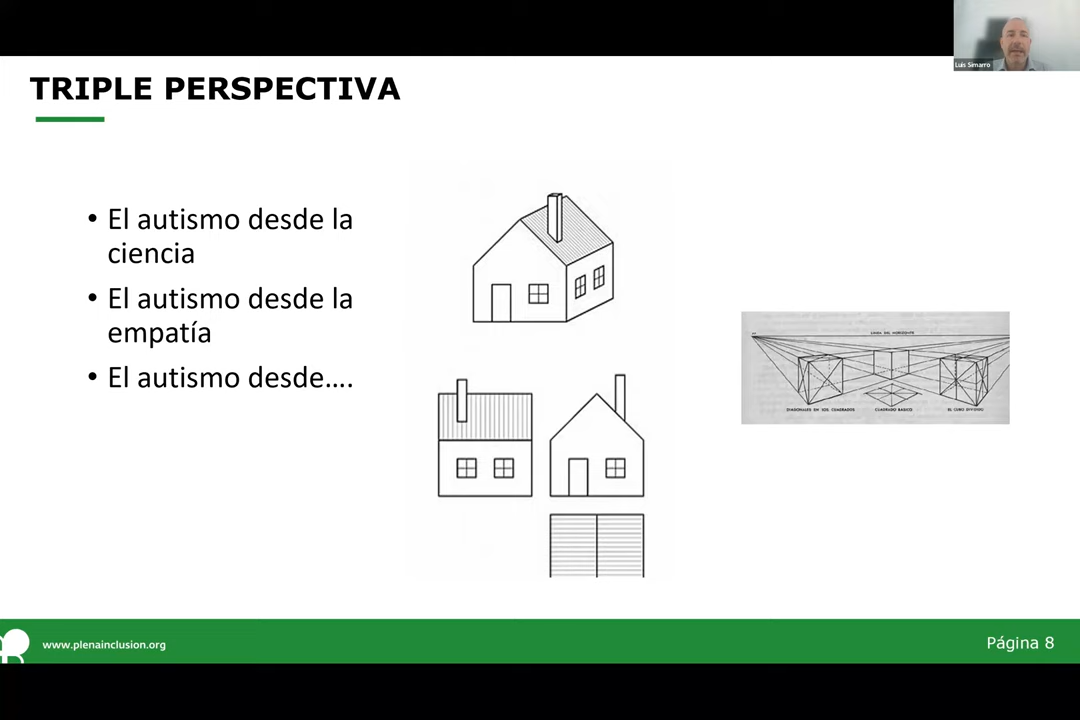 Luis Simarro
TRIPLE PERSPECTIVA
• El autismo desde la
ciencia
• El autismo desde la
empatía
• El autismo desde….
LINEA DEL HORIZONTE
DIAGONALES EN LOS CUADRADOS
CUADRADO BASICO
EL CUBO DIVIDIDO
www.plenainclusion.org
Página 8